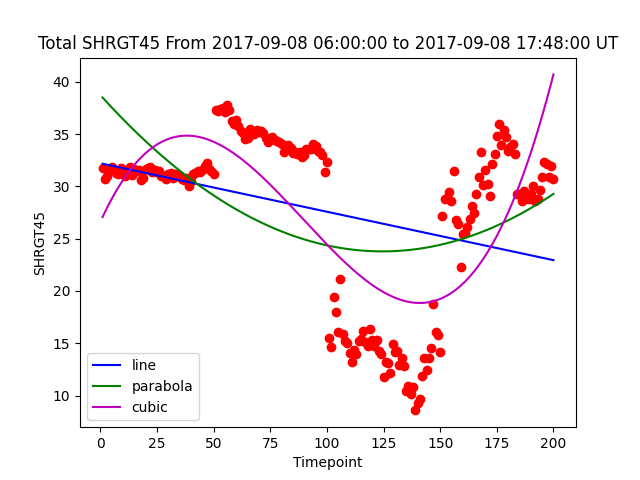 Total SHRGT45 From 2017-09-08 06:00:00 to 2017-09-08 17:48:00 UT
40
35
30
25
20
15
10
SHRGT45
line
parabola
cubic
0 25 50 75 100 125 150 175 200
Timepoint